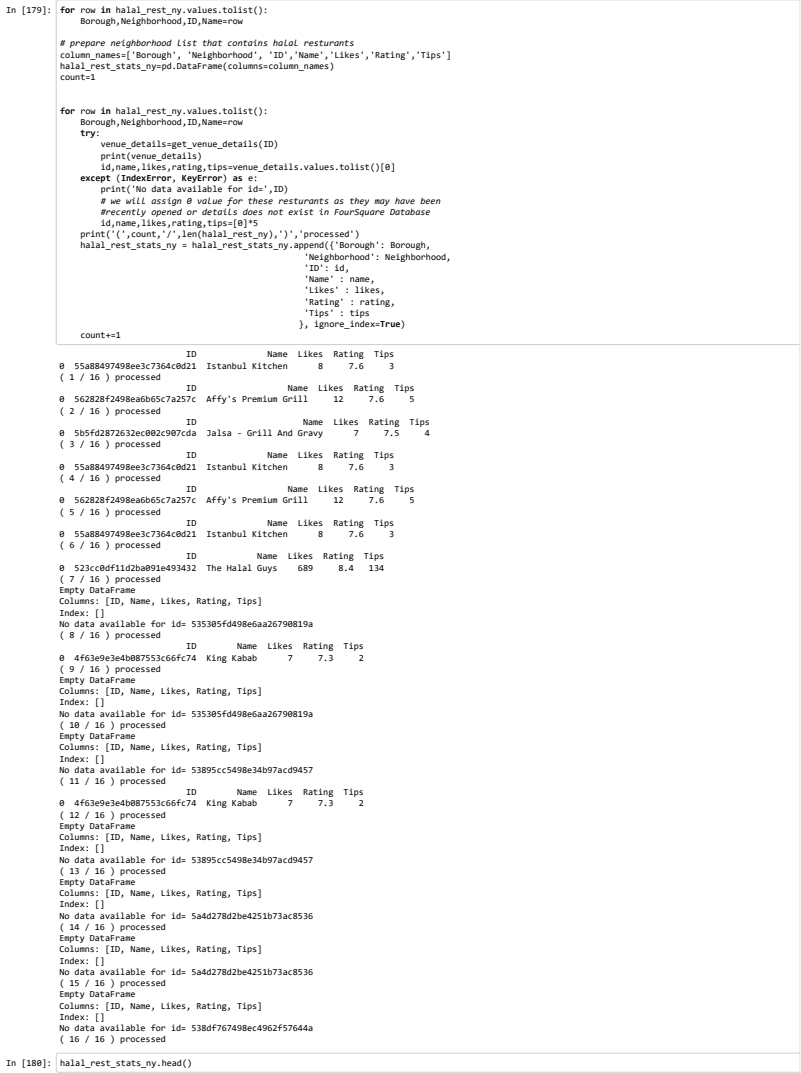 In [179]: for row in halal_rest_ny.values.tolist():
    Borough,Neighborhood,ID,Name=row
# prepare neighborhood list that contains halal resturants
column_names=['Borough', 'Neighborhood', 'ID','Name','Likes','Rating','Tips']
halal_rest_stats_ny=pd.DataFrame(columns=column_names)
count=1
for row in halal_rest_ny.values.tolist():
    Borough,Neighborhood,ID,Name=row
    try:
        venue_details=get_venue_details(ID)
        print(venue_details)
        id,name,likes,rating,tips=venue_details.values.tolist()[0]
    except (IndexError, KeyError) as e:
        print('No data available for id=',ID)
        # we will assign 0 value for these resturants as they may have been
        #recently opened or details does not exist in FourSquare Database
        id,name,likes,rating,tips=[0]*5
    print('(',count,'/',len(halal_rest_ny),')','processed')
    halal_rest_stats_ny = halal_rest_stats_ny.append({'Borough': Borough,
                                                      'Neighborhood': Neighborhood,
                                                      'ID': id,
                                                      'Name' : name,
                                                      'Likes' : likes,
                                                      'Rating' : rating,
                                                      'Tips' : tips
                                                     }, ignore_index=True)
    count+=1
ID Name Likes Rating Tips
0 55a88497498ee3c7364c0d21 Istanbul Kitchen 8 7.6 3
( 1 / 16 ) processed
ID Name Likes Rating Tips
0 562828f2498ea6b65c7a257c Affy's Premium Grill 12 7.6 5
( 2 / 16 ) processed
ID Name Likes Rating Tips
0 5b5fd2872632ec002c907cda Jalsa - Grill And Gravy 7 7.5 4
( 3 / 16 ) processed
ID Name Likes Rating Tips
0 55a88497498ee3c7364c0d21 Istanbul Kitchen 8 7.6 3
( 4 / 16 ) processed
ID Name Likes Rating Tips
0 562828f2498ea6b65c7a257c Affy's Premium Grill 12 7.6 5
( 5 / 16 ) processed
ID Name Likes Rating Tips
0 55a88497498ee3c7364c0d21 Istanbul Kitchen 8 7.6 3
( 6 / 16 ) processed
ID Name Likes Rating Tips
0 523cc0df11d2ba091e493432 The Halal Guys 689 8.4 134
( 7 / 16 ) processed
Empty DataFrame
Columns: [ID, Name, Likes, Rating, Tips]
Index: []
No data available for id= 535305fd498e6aa26790819a
( 8 / 16 ) processed
ID Name Likes Rating Tips
0 4f63e9e3e4b087553c66fc74 King Kabab 7 7.3 2
( 9 / 16 ) processed
Empty DataFrame
Columns: [ID, Name, Likes, Rating, Tips]
Index: []
No data available for id= 535305fd498e6aa26790819a
( 10 / 16 ) processed
Empty DataFrame
Columns: [ID, Name, Likes, Rating, Tips]
Index: []
No data available for id= 53895cc5498e34b97acd9457
( 11 / 16 ) processed
ID Name Likes Rating Tips
0 4f63e9e3e4b087553c66fc74 King Kabab 7 7.3 2
( 12 / 16 ) processed
Empty DataFrame
Columns: [ID, Name, Likes, Rating, Tips]
Index: []
No data available for id= 53895cc5498e34b97acd9457
( 13 / 16 ) processed
Empty DataFrame
Columns: [ID, Name, Likes, Rating, Tips]
Index: []
No data available for id= 5a4d278d2be4251b73ac8536
( 14 / 16 ) processed
Empty DataFrame
Columns: [ID, Name, Likes, Rating, Tips]
Index: []
No data available for id= 5a4d278d2be4251b73ac8536
( 15 / 16 ) processed
Empty DataFrame
Columns: [ID, Name, Likes, Rating, Tips]
Index: []
No data available for id= 538df767498ec4962f57644a
( 16 / 16 ) processed
In [180]: halal_rest_stats_ny.head()